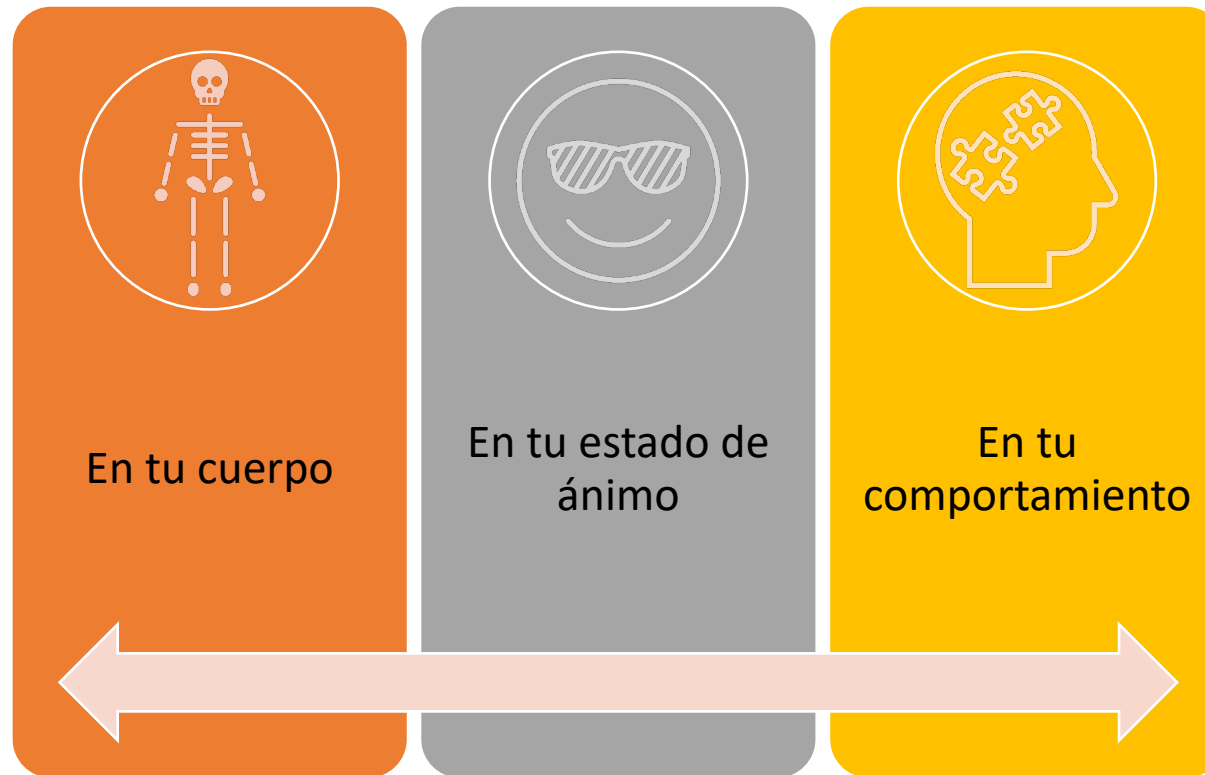 En tu cuerpo
En tu estado de
ánimo
En tu
comportamiento